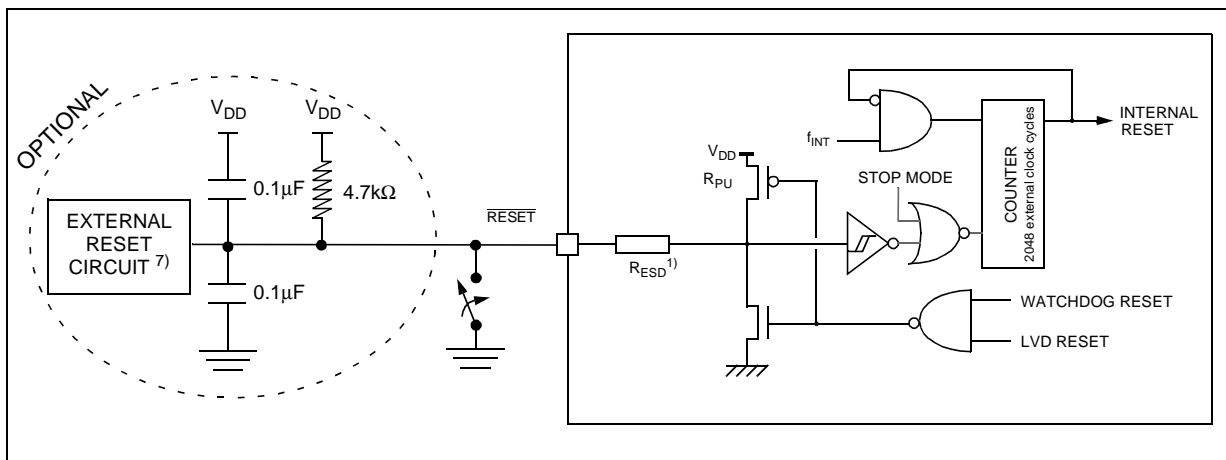 OPTIONAL
V_DD
V_DD
0.1μF
4.7kΩ
EXTERNAL
RESET
CIRCUIT 7)
0.1μF
RESET
R_ESD 1)
V_DD
R_PU
STOP MODE
f_INT
COUNTER
2048 external clock cycles
INTERNAL
RESET
WATCHDOG RESET
LVD RESET